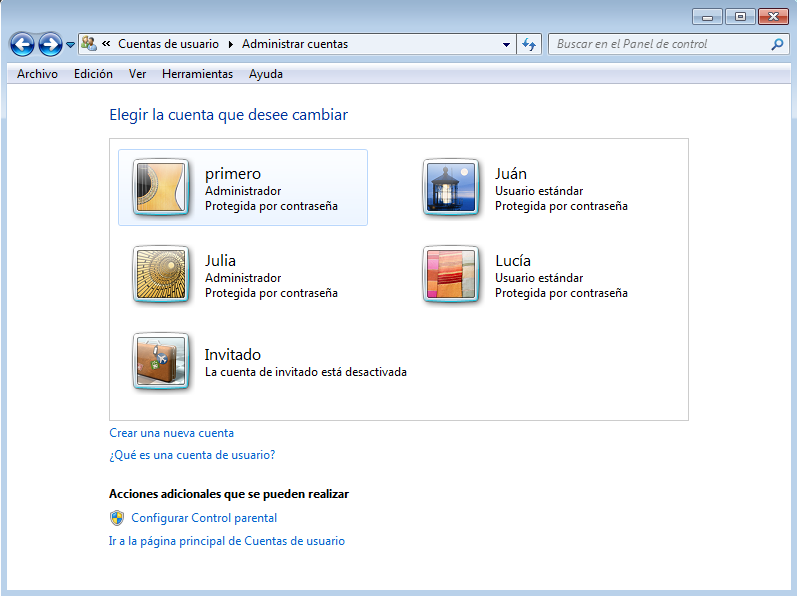 « Cuentas de usuario Administrar cuentas
Buscar en el Panel de control
Archivo Edición Ver Herramientas Ayuda
Elegir la cuenta que desee cambiar
primero
Administrador
Protegida por contraseña
Juán
Usuario estándar
Protegida por contraseña
Julia
Administrador
Protegida por contraseña
Lucía
Usuario estándar
Protegida por contraseña
Invitado
La cuenta de invitado está desactivada
Crear una nueva cuenta
¿Qué es una cuenta de usuario?
Acciones adicionales que se pueden realizar
Configurar Control parental
Ir a la página principal de Cuentas de usuario